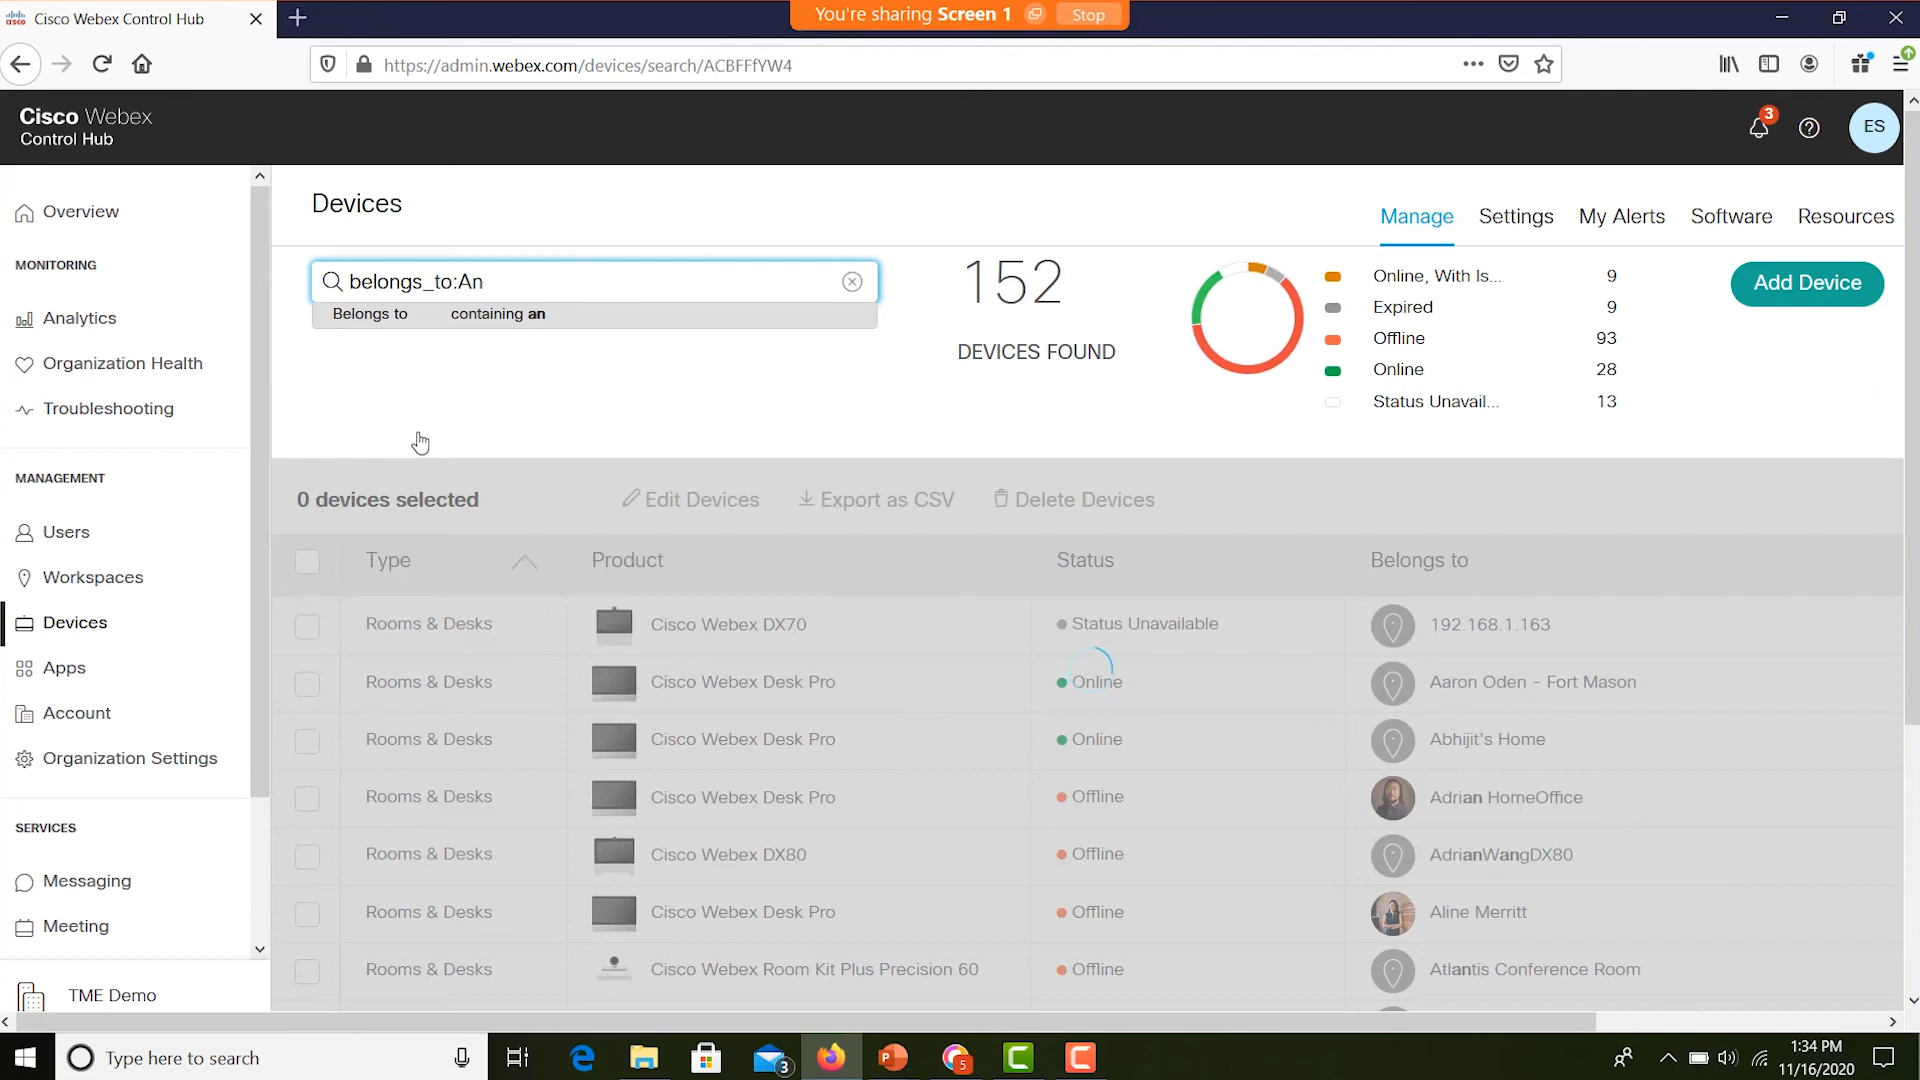 Cisco Webex Control Hub
You're sharing Screen 1
Stop
https://admin.webex.com/devices/search/ACBFFfYW4
Cisco Webex
Control Hub
3
ES
Overview
MONITORING
Analytics
Organization Health
Troubleshooting
MANAGEMENT
Users
Workspaces
Devices
Apps
Account
Organization Settings
SERVICES
Messaging
Meeting
TME Demo
Devices
Manage Settings My Alerts Software Resources
belongs_to:An
Belongs to containing an
152
DEVICES FOUND
Online, With Is... 9
Expired 9
Offline 93
Online 28
Status Unavail... 13
Add Device
0 devices selected Edit Devices Export as CSV Delete Devices
Type Product Status Belongs to
Rooms & Desks Cisco Webex DX70 Status Unavailable 192.168.1.163
Rooms & Desks Cisco Webex Desk Pro Online Aaron Oden - Fort Mason
Rooms & Desks Cisco Webex Desk Pro Online Abhijit's Home
Rooms & Desks Cisco Webex Desk Pro Offline Adrian HomeOffice
Rooms & Desks Cisco Webex DX80 Offline AdrianWangDX80
Rooms & Desks Cisco Webex Desk Pro Offline Aline Merritt
Rooms & Desks Cisco Webex Room Kit Plus Precision 60 Offline Atlantis Conference Room
Type here to search
3
5
1:34 PM
11/16/2020